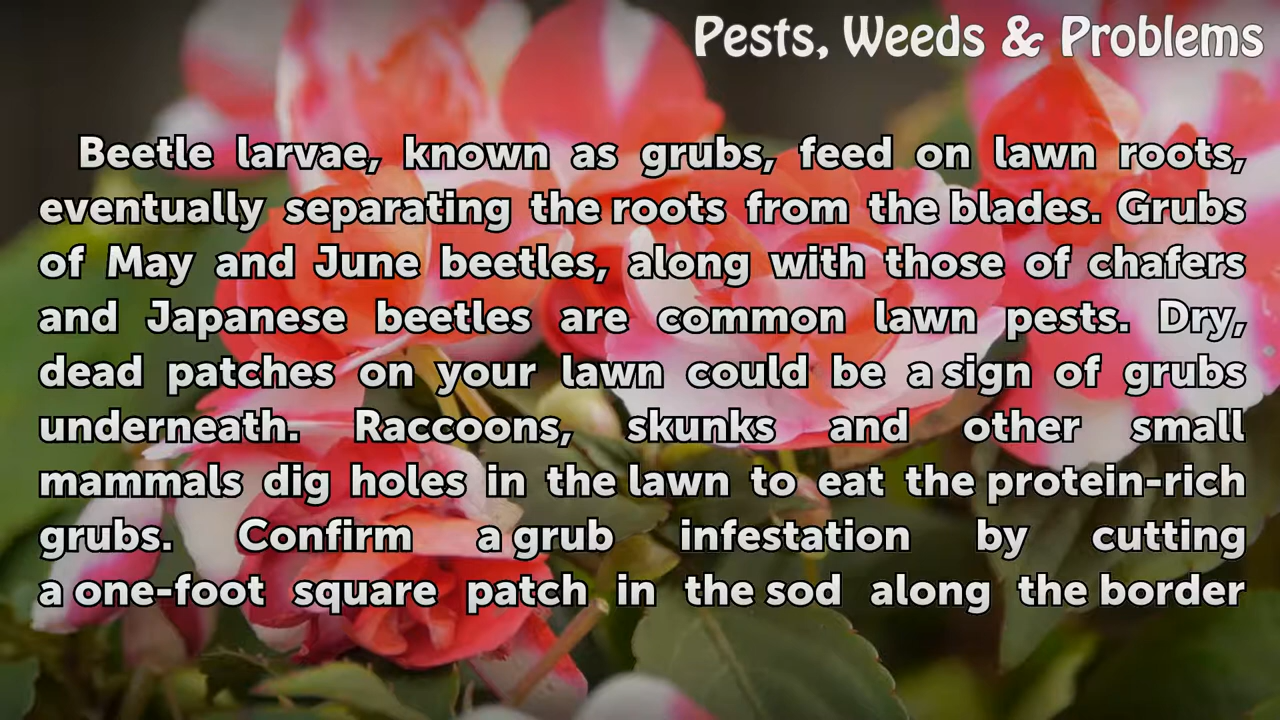 Pests, Weeds & Problems
Beetle larvae, known as grubs, feed on lawn roots,
eventually separating the roots from the blades. Grubs
of May and June beetles, along with those of chafers
and Japanese beetles are common lawn pests. Dry,
dead patches on your lawn could be a sign of grubs
underneath. Raccoons, skunks and other small
mammals dig holes in the lawn to eat the protein-rich
grubs. Confirm a grub infestation by cutting
a one-foot square patch in the sod along the border